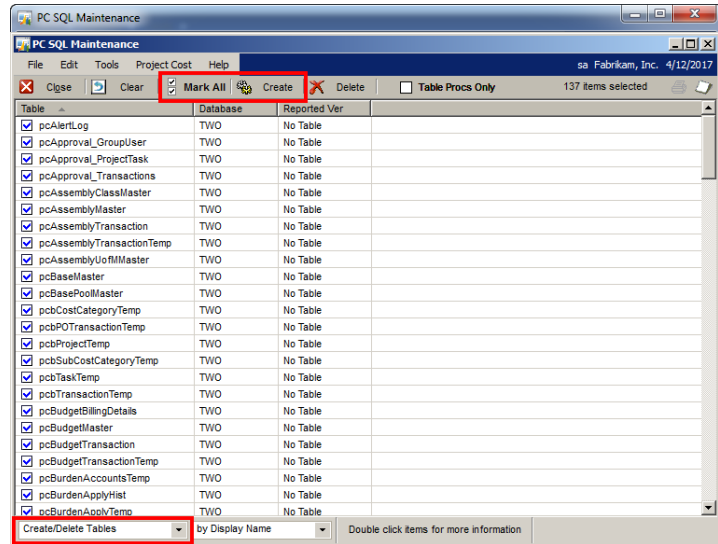 PC SQL Maintenance
PC SQL Maintenance
File Edit Tools Project Cost Help sa Fabrikam, Inc. 4/12/2017
Close Clear Mark All Create Delete Table Procs Only 137 items selected
Table Database Reported Ver
pcAlertLog TWO No Table
pcApproval_GroupUser TWO No Table
pcApproval_ProjectTask TWO No Table
pcApproval_Transactions TWO No Table
pcAssemblyClassMaster TWO No Table
pcAssemblyMaster TWO No Table
pcAssemblyTransaction TWO No Table
pcAssemblyTransactionTemp TWO No Table
pcAssemblyUofMMaster TWO No Table
pcBaseMaster TWO No Table
pcBasePoolMaster TWO No Table
pcbCostCategoryTemp TWO No Table
pcbPOTransactionTemp TWO No Table
pcbProjectTemp TWO No Table
pcbSubCostCategoryTemp TWO No Table
pcbTaskTemp TWO No Table
pcbTransactionTemp TWO No Table
pcBudgetBillingDetails TWO No Table
pcBudgetMaster TWO No Table
pcBudgetTransaction TWO No Table
pcBudgetTransactionTemp TWO No Table
pcBurdenAccountsTemp TWO No Table
pcBurdenApplyHist TWO No Table
pcBurdenApplyTemp TWO No Table
Create/Delete Tables by Display Name Double click items for more information